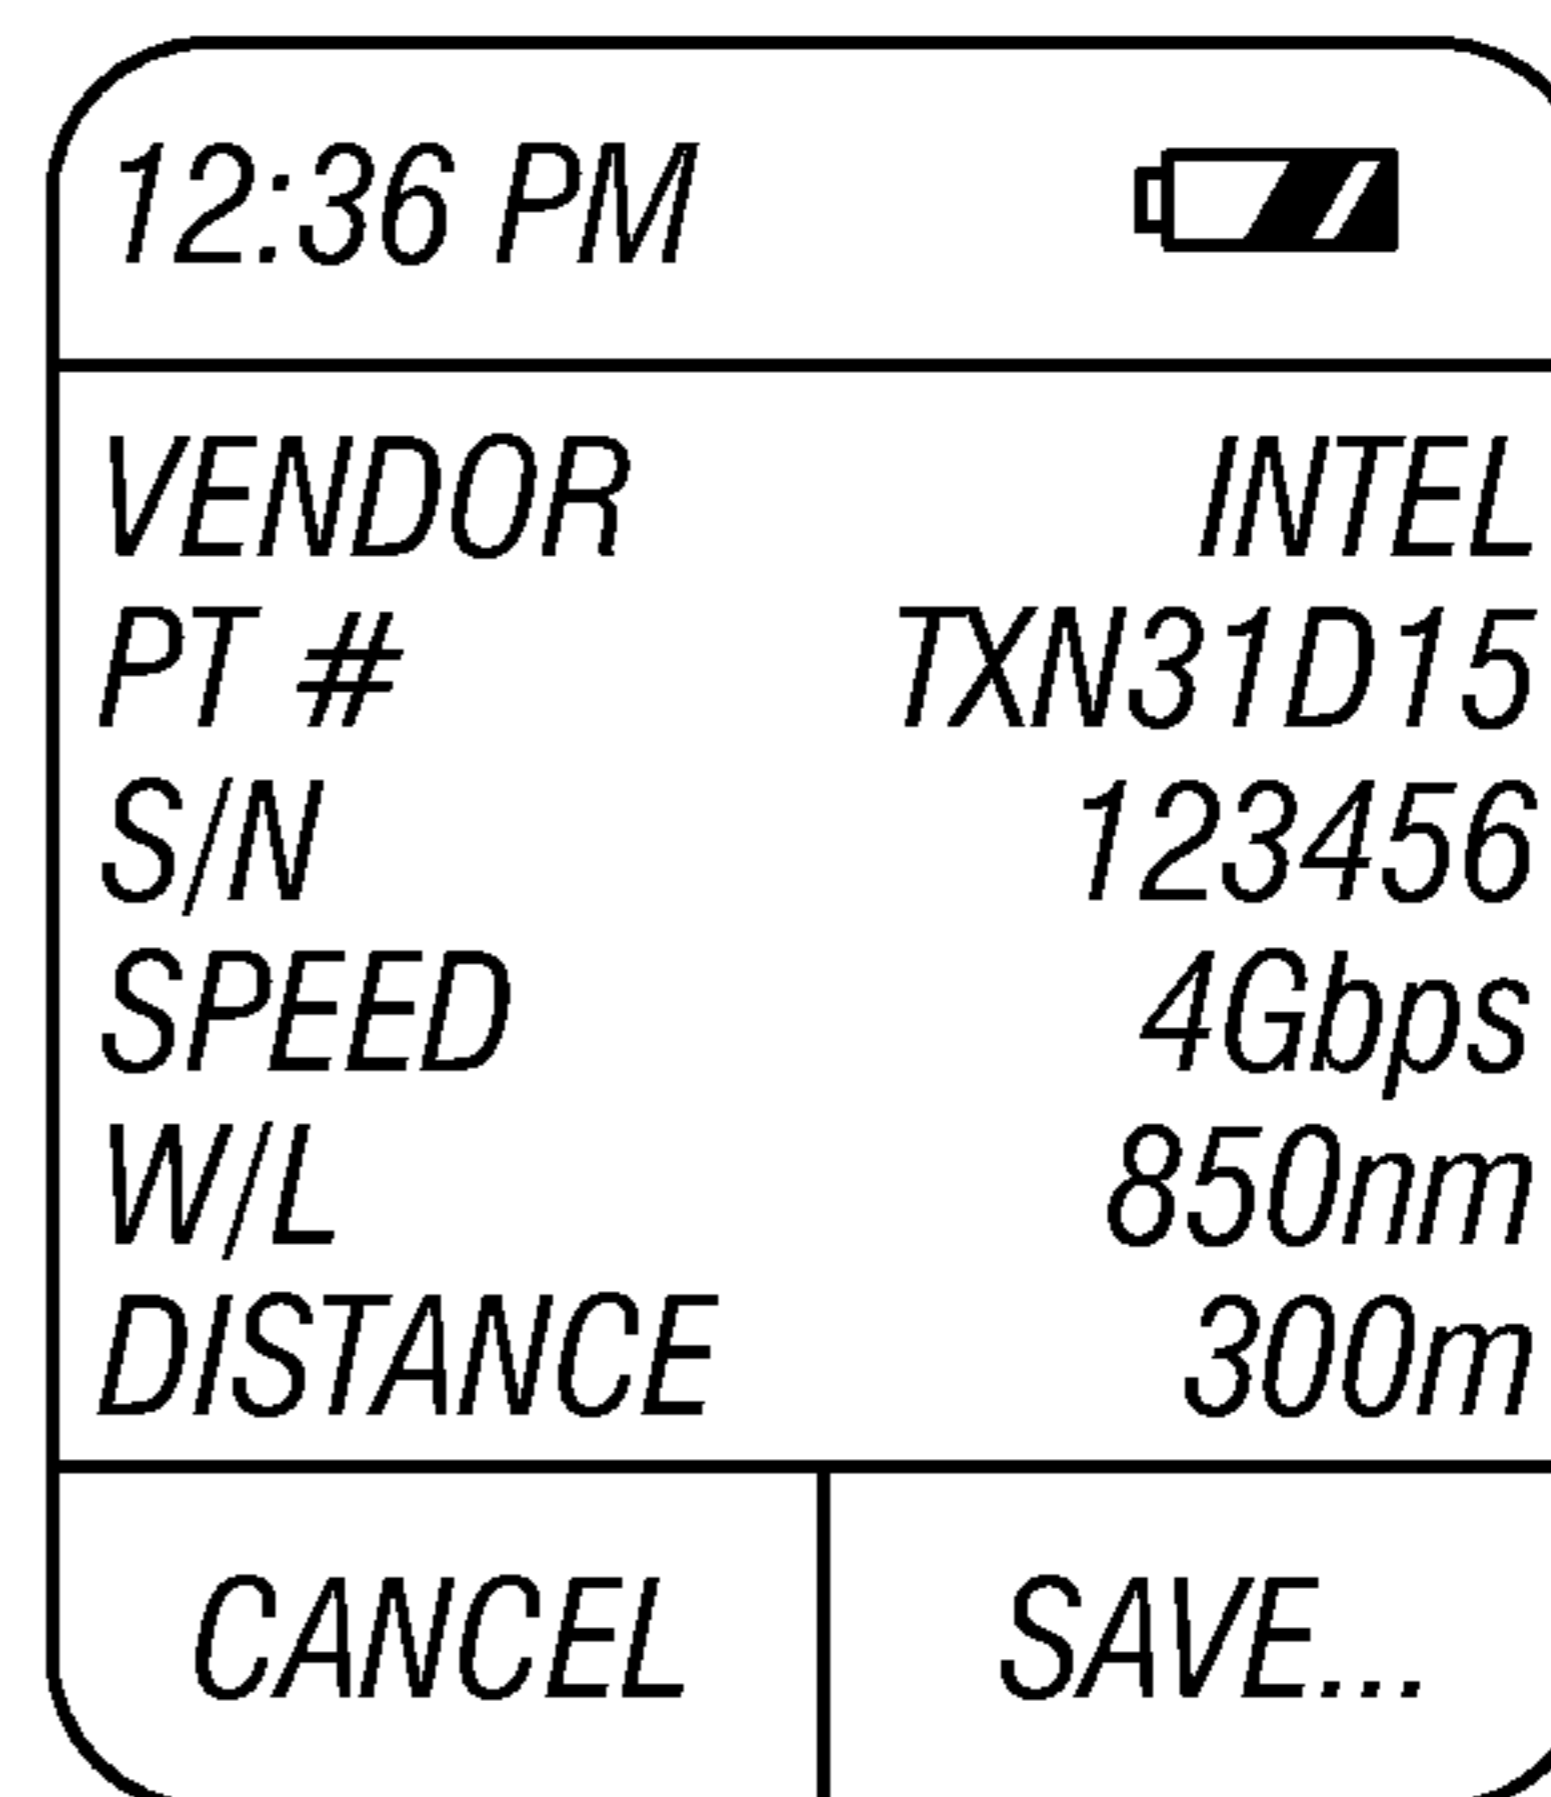 12:36 PM
VENDOR INTEL
PT # TXN31D15
S/N 123456
SPEED 4Gbps
W/L 850nm
DISTANCE 300m
CANCEL SAVE...